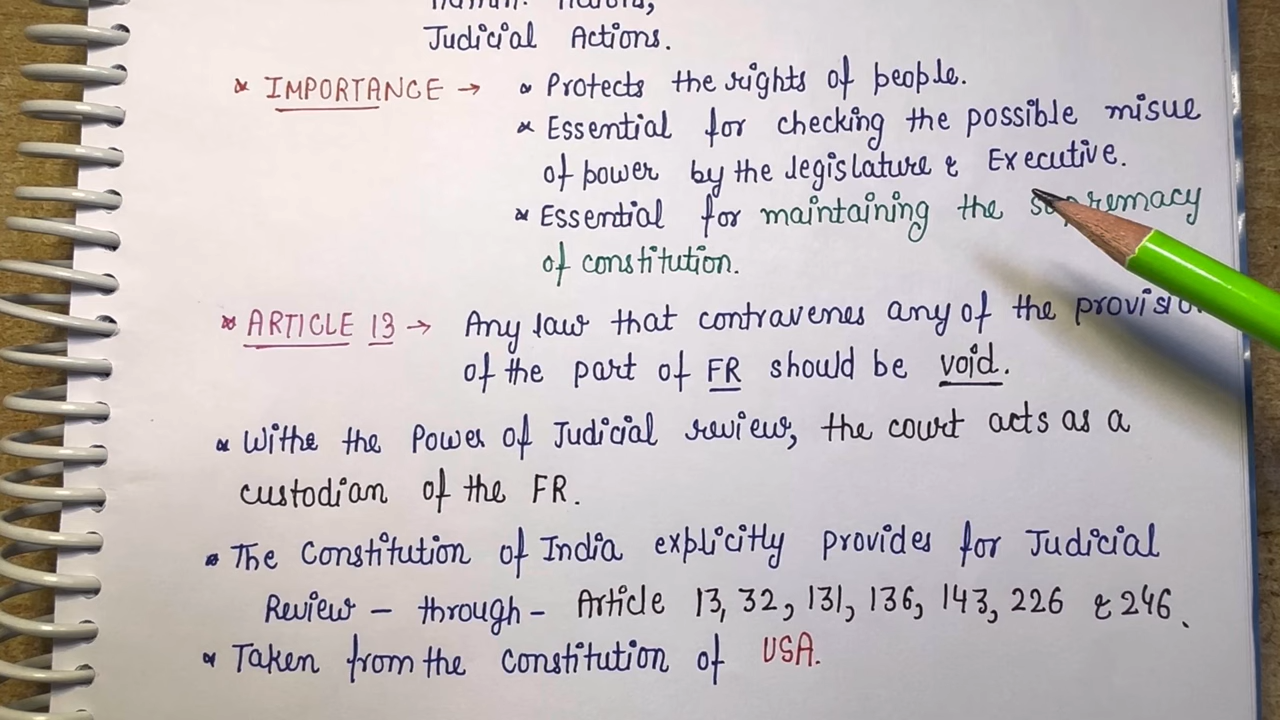 Judicial Actions.
* IMPORTANCE → * Protects the rights of people.
* Essential for checking the possible misue
of power by the legislature & Executive.
* Essential for maintaining the supremacy
of constitution.
* ARTICLE 13 → Any law that contravenes any of the
of the part of FR should be void.
* Withe the Power of Judicial review, the court acts as a
custodian of the FR.
* The Constitution of India explicitly provides for Judicial
Review - through - Article 13, 32, 131, 136, 143, 226 & 246.
* Taken from the constitution of USA.